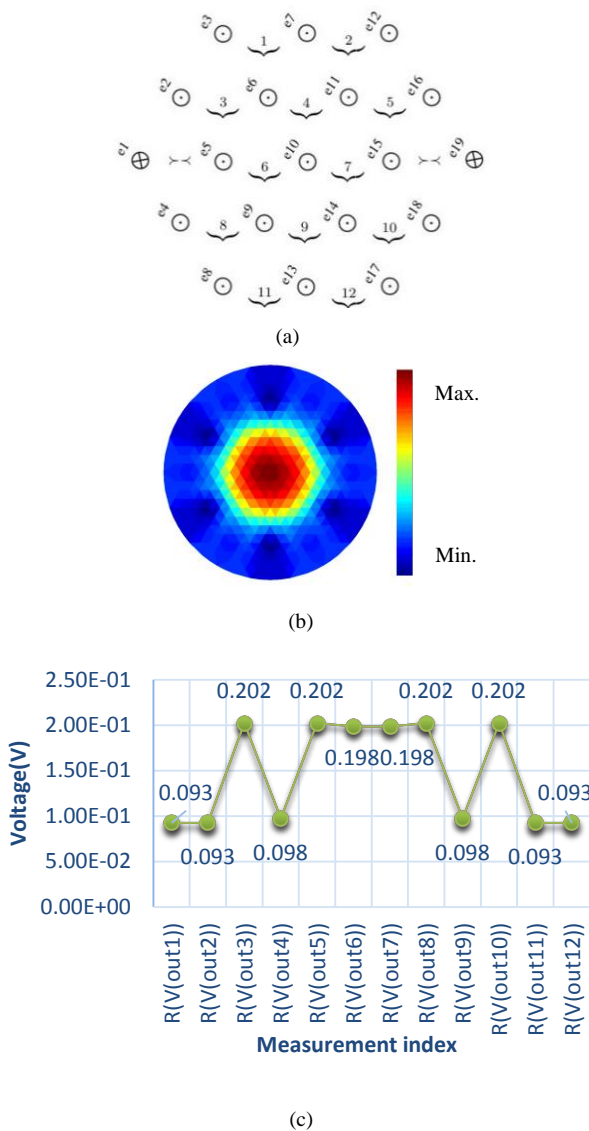 e3 e7 e12
1 2
e2 e6 e11 e16
3 4 5
e1 e5 e10 e15 e19
6 7
e4 e9 e14 e18
8 9 10
e8 e13 e17
11 12
(a)
Max.
Min.
(b)
2.50E-01
2.00E-01
1.50E-01
1.00E-01
5.00E-02
0.00E+00
Voltage(V)
0.202 0.202 0.202 0.202
0.198 0.198
0.093 0.093
0.093 0.098 0.098 0.093
R(V(out1))
R(V(out2))
R(V(out3))
R(V(out4))
R(V(out5))
R(V(out6))
R(V(out7))
R(V(out8))
R(V(out9))
R(V(out10))
R(V(out11))
R(V(out12))
Measurement index
(c)